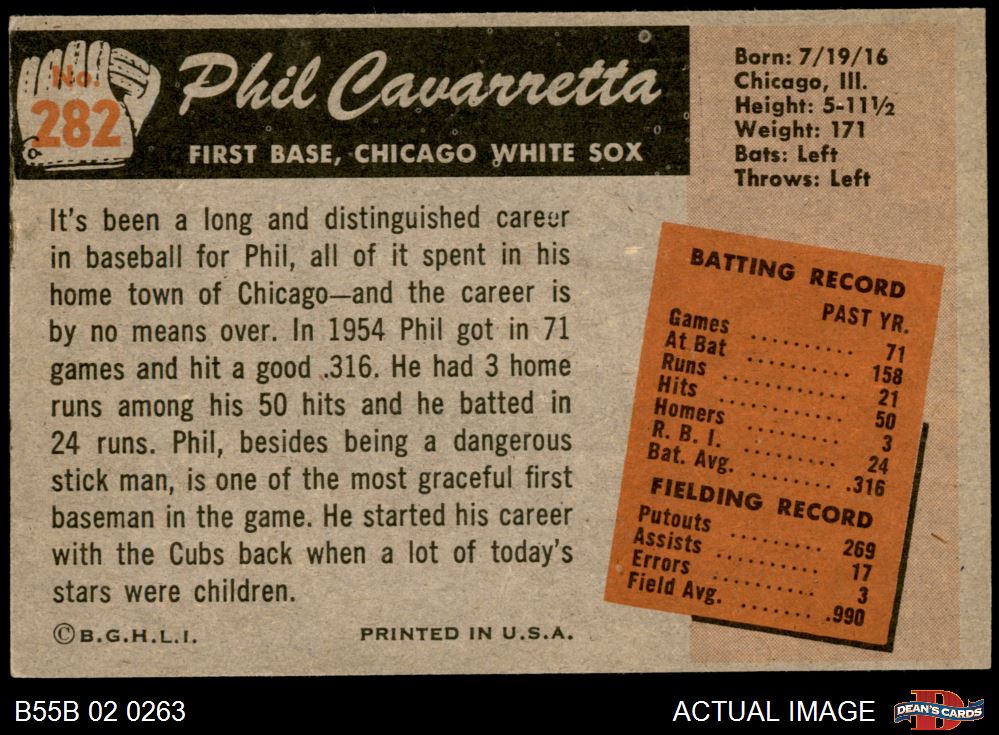 No.
282
Phil Cavarretta
FIRST BASE, CHICAGO WHITE SOX
Born: 7/19/16
Chicago, Ill.
Height: 5-11½
Weight: 171
Bats: Left
Throws: Left
It's been a long and distinguished career
in baseball for Phil, all of it spent in his
home town of Chicago—and the career is
by no means over. In 1954 Phil got in 71
games and hit a good .316. He had 3 home
runs among his 50 hits and he batted in
24 runs. Phil, besides being a dangerous
stick man, is one of the most graceful first
baseman in the game. He started his career
with the Cubs back when a lot of today's
stars were children.
©B.G.H.L.I. PRINTED IN U.S.A.
BATTING RECORD
PAST YR.
Games .......... 71
At Bat .......... 158
Runs .......... 21
Hits .......... 50
Homers .......... 3
R. B. I. .......... 24
Bat. Avg. ........ .316
FIELDING RECORD
Putouts ......... 269
Assists .......... 17
Errors .......... 3
Field Avg. ....... .990
B55B 02 0263
ACTUAL IMAGE
D
DEAN'S CARDS